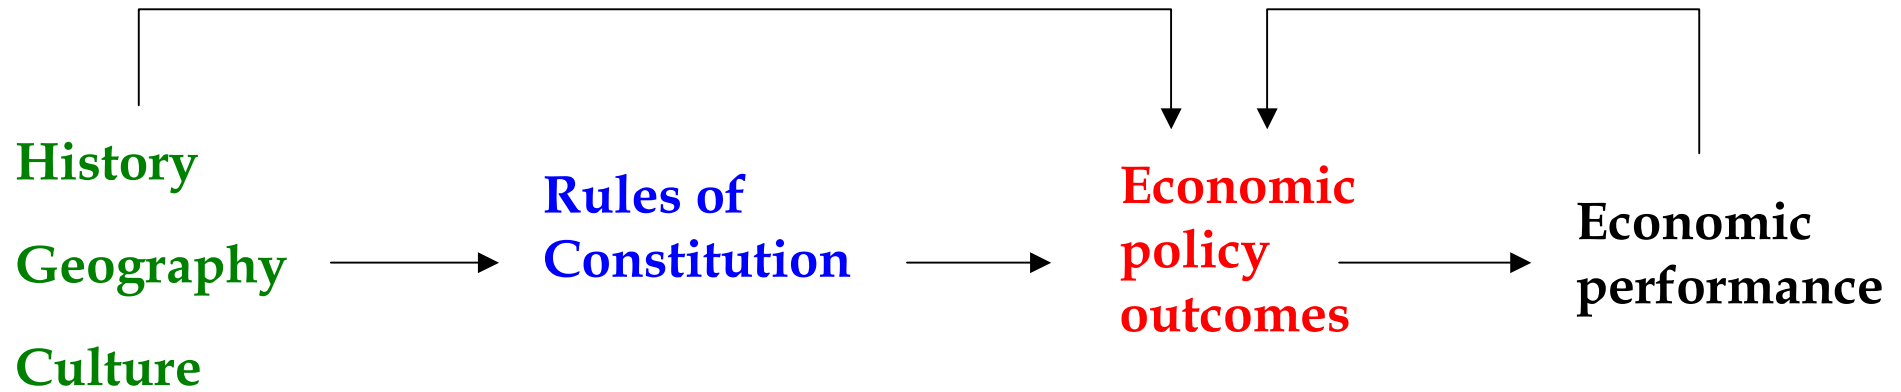 History
Geography
Culture
Rules of
Constitution
Economic
policy
outcomes
Economic
performance